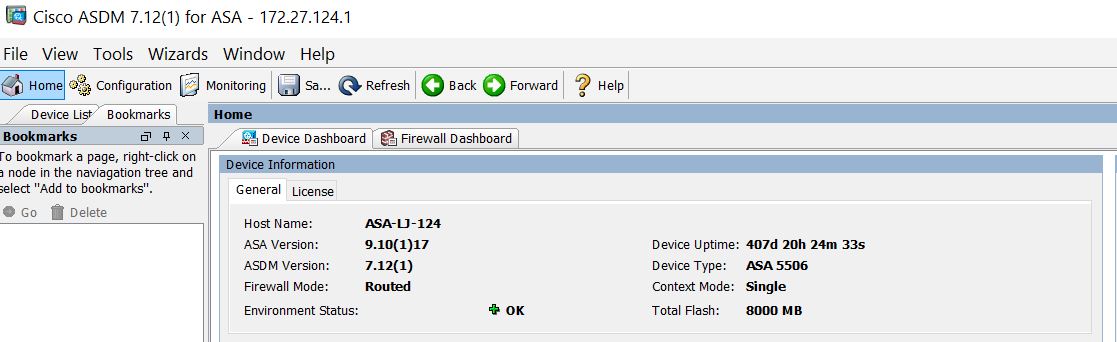 Cisco ASDM 7.12(1) for ASA - 172.27.124.1
File View Tools Wizards Window Help
Home Configuration Monitoring Sa... Refresh Back Forward Help
Device List Bookmarks
Home
Bookmarks
To bookmark a page, right-click on
a node in the naviagation tree and
select "Add to bookmarks".
Go Delete
Device Dashboard Firewall Dashboard
Device Information
General License
Host Name: ASA-LJ-124
ASA Version: 9.10(1)17 Device Uptime: 407d 20h 24m 33s
ASDM Version: 7.12(1) Device Type: ASA 5506
Firewall Mode: Routed Context Mode: Single
Environment Status: OK Total Flash: 8000 MB